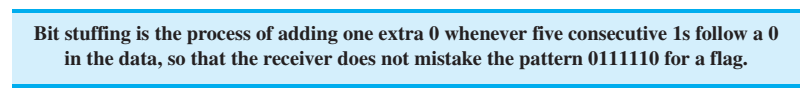 Bit stuffing is the process of adding one extra 0 whenever five consecutive 1s follow a 0
in the data, so that the receiver does not mistake the pattern 0111110 for a flag.